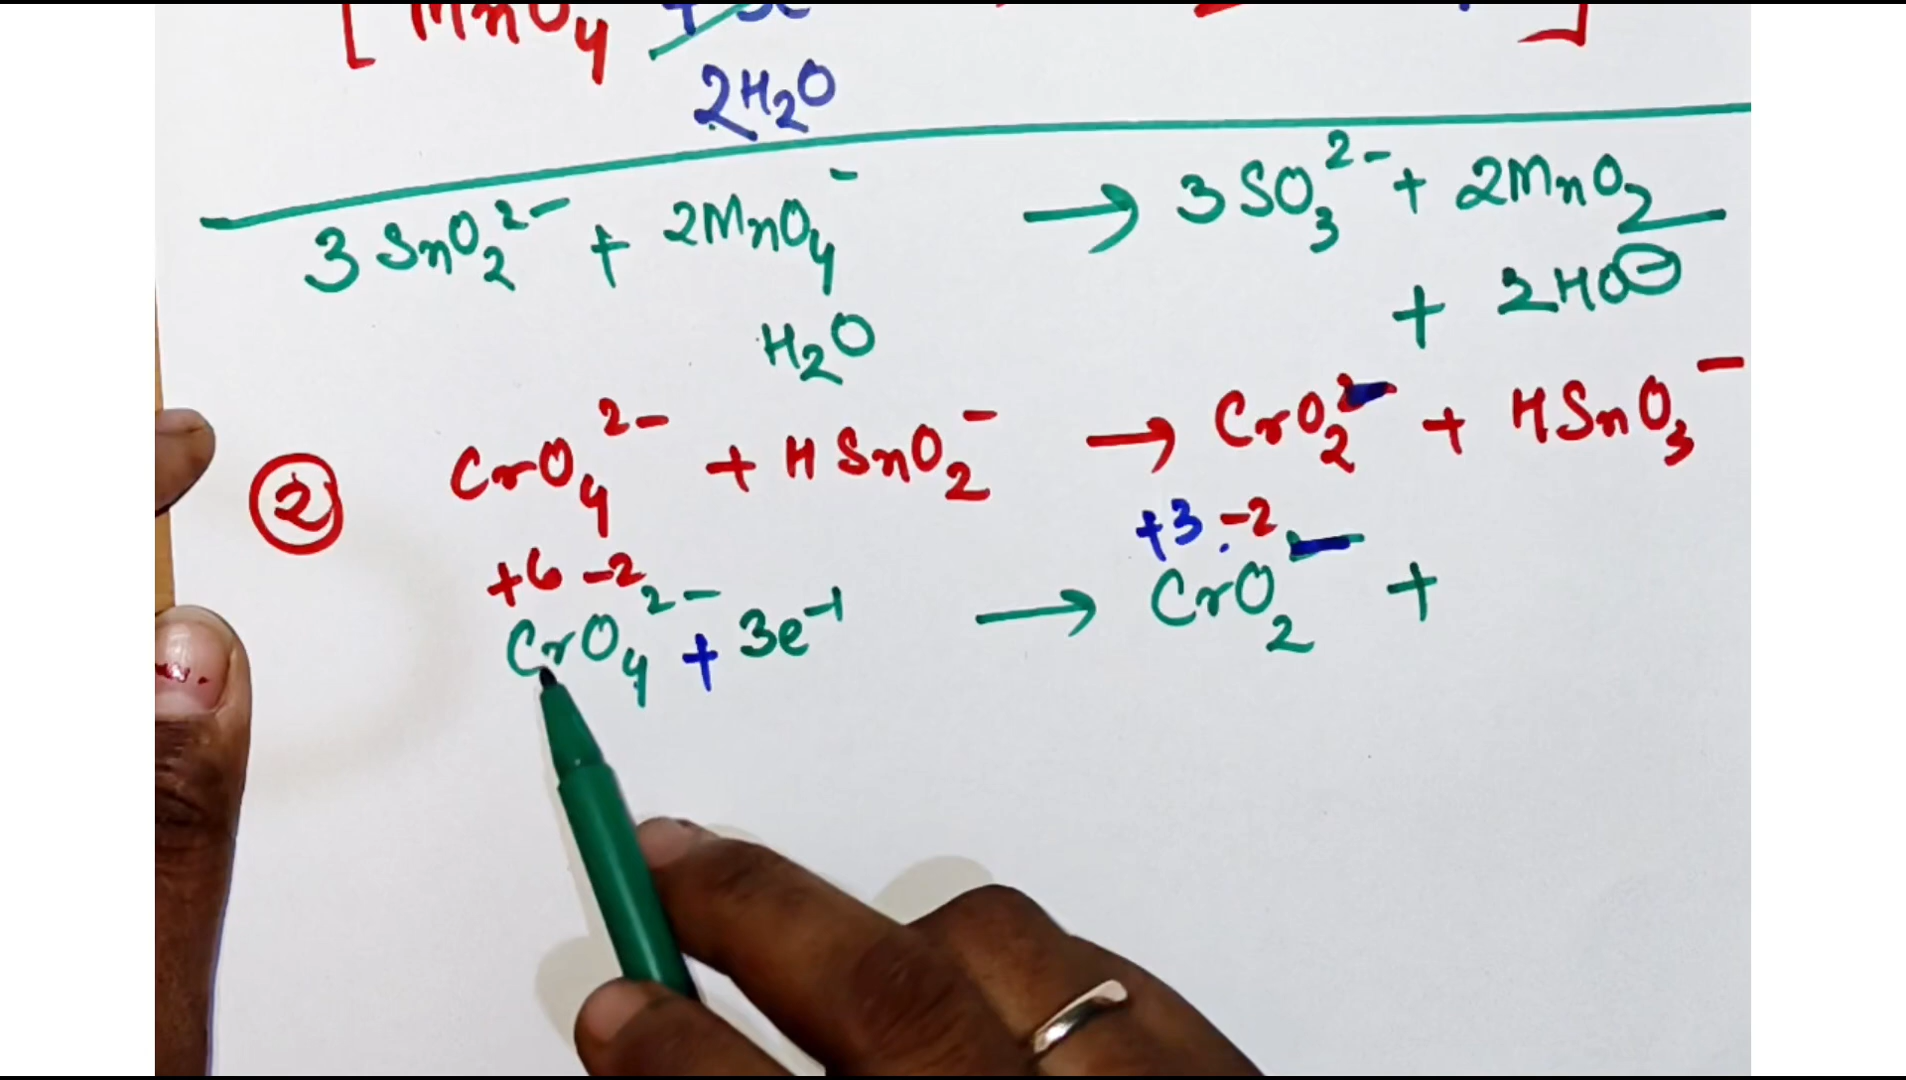 [ MnO4 ]
2H2O
3SnO2^2- + 2MnO4^- → 3SO3^2- + 2MnO2
H2O + 2HO⊖
② CrO4^2- + HSnO2^- → CrO2^- + HSnO3^-
+6 -2 +3 -2
CrO4^2- + 3e^-1 → CrO2^- +